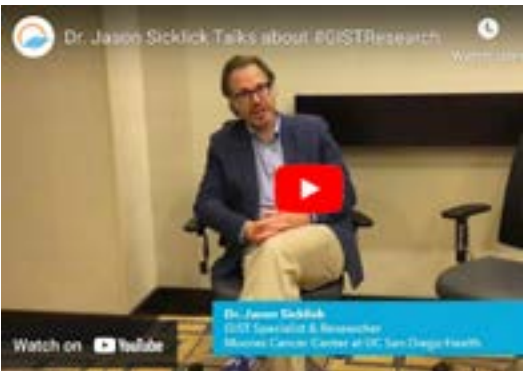 Dr. Jason Sicklick Talks about #GISTResearch
Watch later
Dr. Jason Sicklick
GIST Specialist & Researcher
Moores Cancer Center at UC San Diego Health
Watch on YouTube